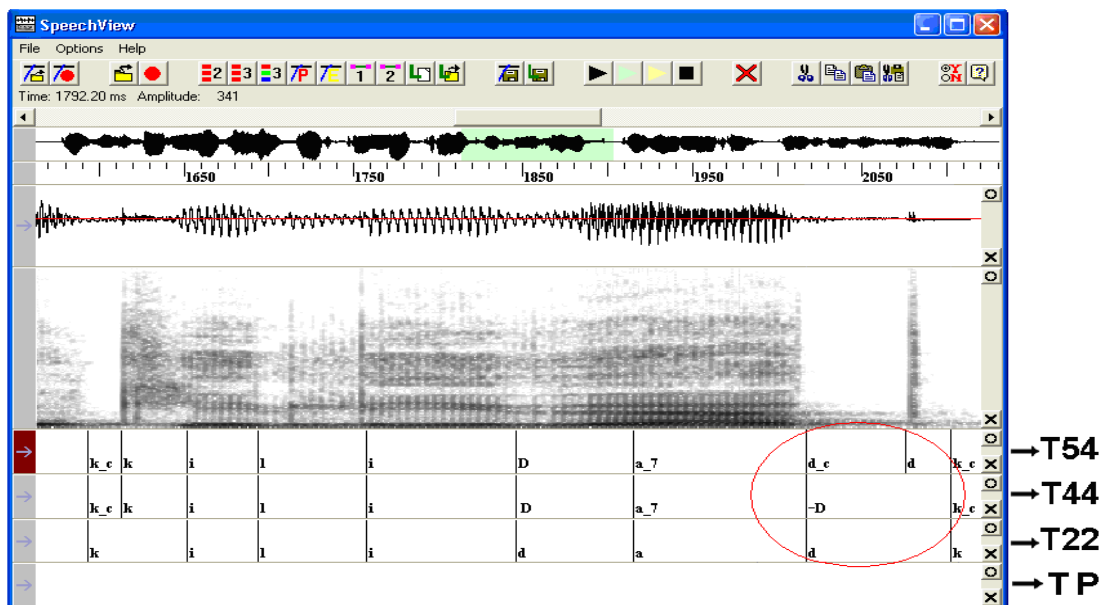 SpeechView
File Options Help
2 3 3 P E 1 2
Time: 1792.20 ms Amplitude: 341
1650 1750 1850 1950 2050
O
X
O
X
O
k_c k i l i D a_7 d_c d k_c X →T54
O
k_c k i l i D a_7 -D k_c X →T44
O
k i l i d a d k X →T22
O
X →TP